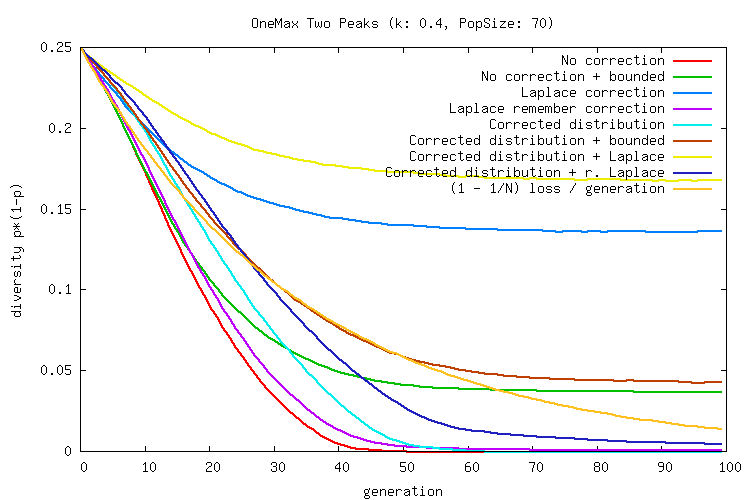 OneMax Two Peaks (k: 0.4, PopSize: 70)
0.25
0.2
0.15
0.1
0.05
0
diversity p*(1-p)
No correction
No correction + bounded
Laplace correction
Laplace remember correction
Corrected distribution
Corrected distribution + bounded
Corrected distribution + Laplace
Corrected distribution + r. Laplace
(1 - 1/N) loss / generation
0 10 20 30 40 50 60 70 80 90 100
generation